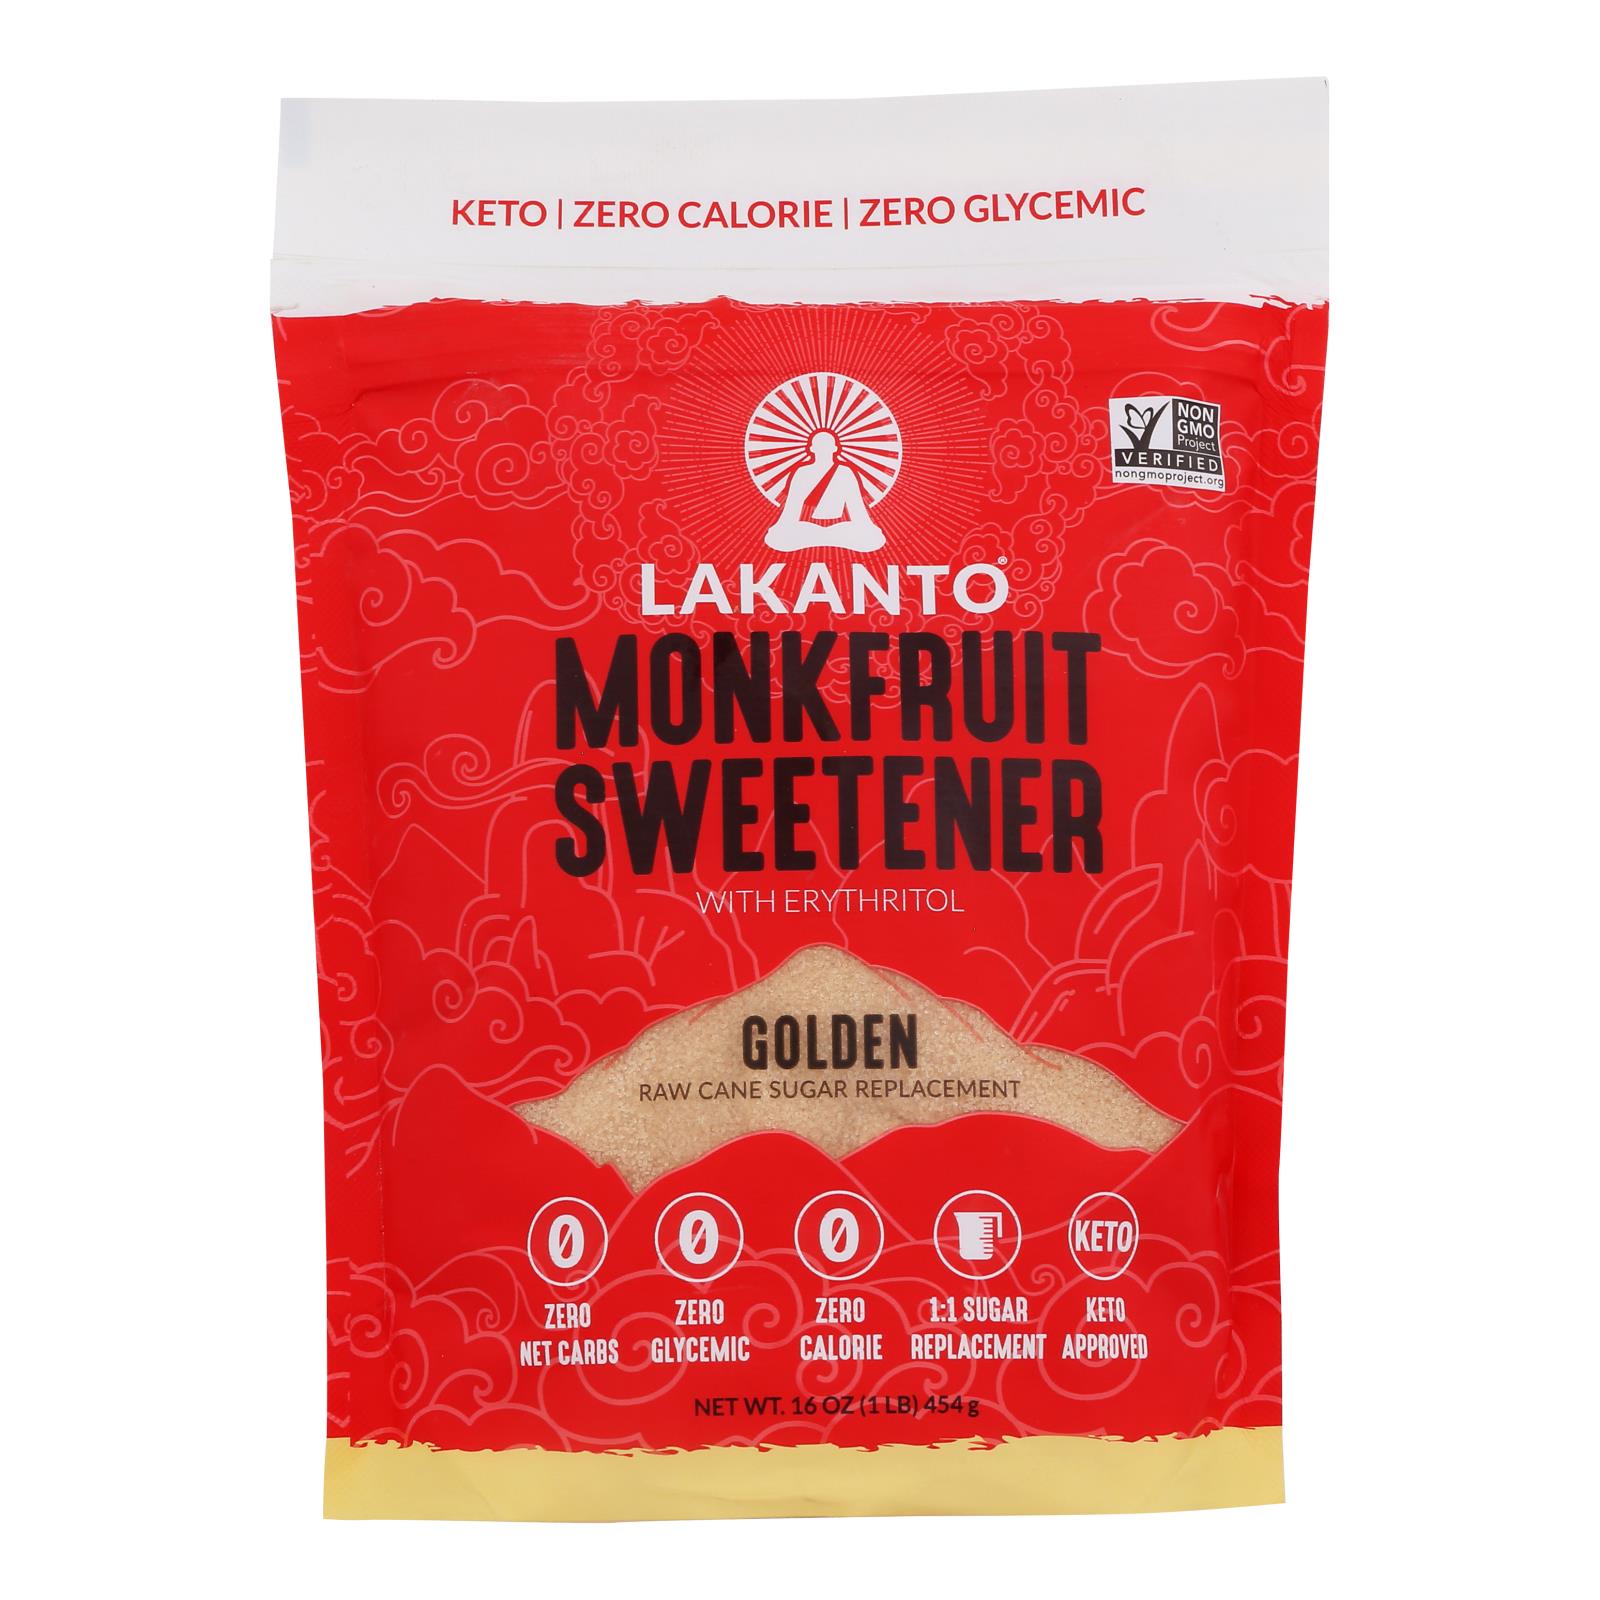 KETO | ZERO CALORIE | ZERO GLYCEMIC
NON
GMO
Project
VERIFIED
nongmoproject.org
LAKANTO®
MONKFRUIT
SWEETENER
WITH ERYTHRITOL
GOLDEN
RAW CANE SUGAR REPLACEMENT
0 0 0 KETO
ZERO NET CARBS
ZERO GLYCEMIC
ZERO CALORIE
1:1 SUGAR REPLACEMENT
KETO APPROVED
NET WT. 16 OZ (1 LB) 454 g